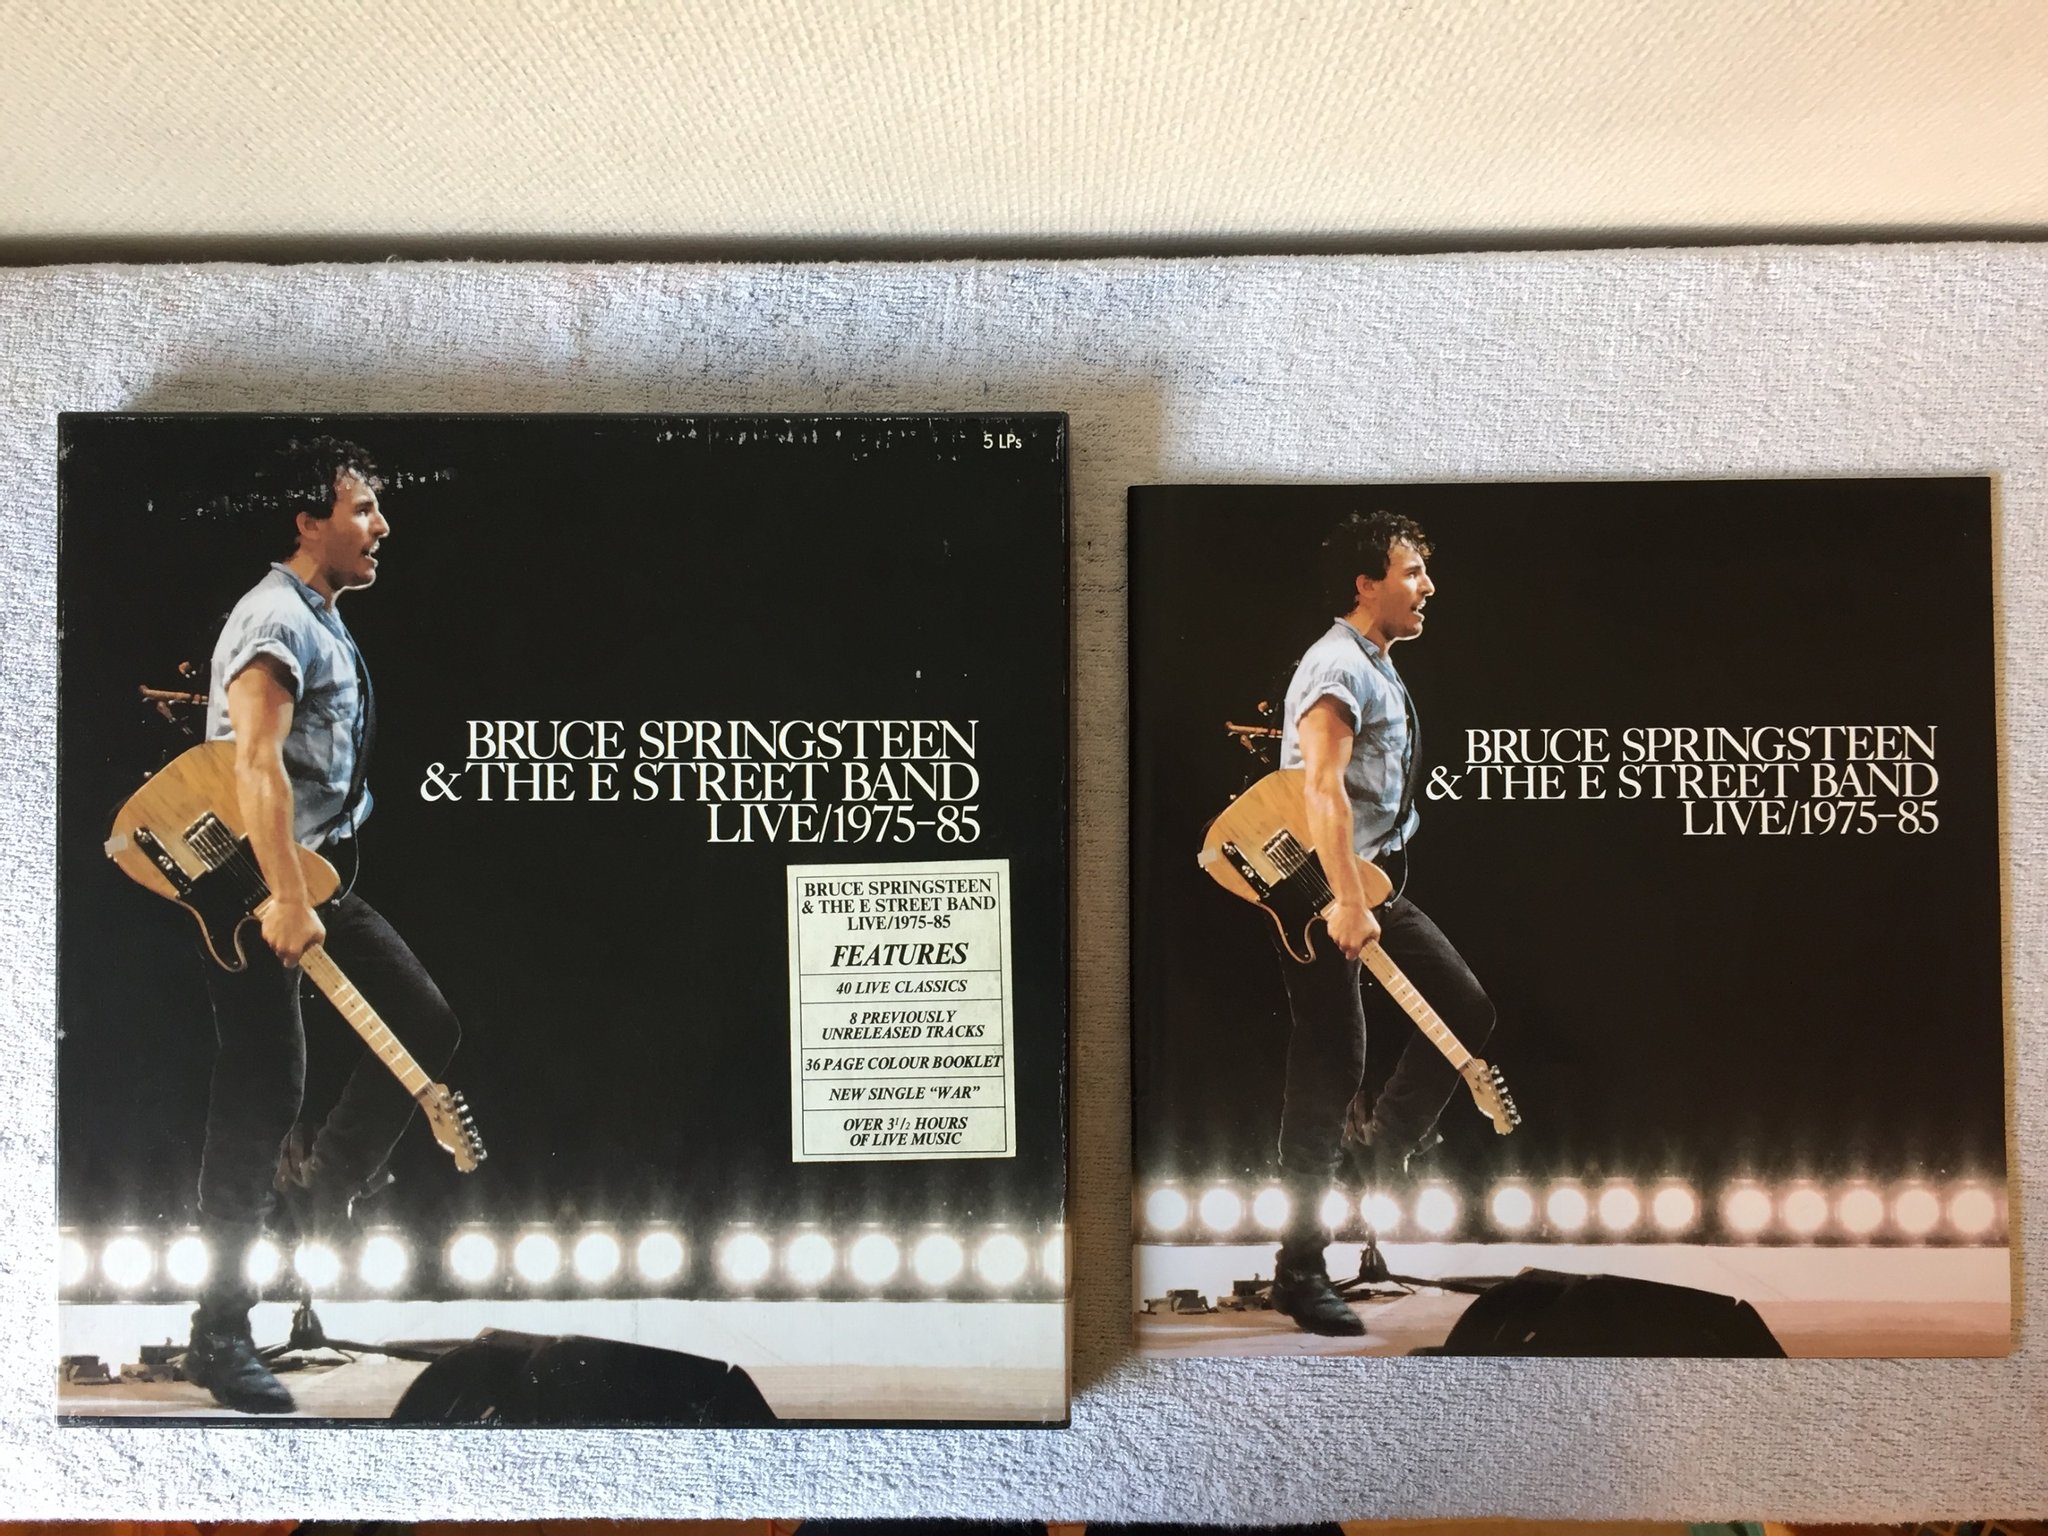 5 LPs
BRUCE SPRINGSTEEN
& THE E STREET BAND
LIVE/1975-85
BRUCE SPRINGSTEEN
& THE E STREET BAND
LIVE/1975-85
FEATURES
40 LIVE CLASSICS
8 PREVIOUSLY
UNRELEASED TRACKS
36 PAGE COLOUR BOOKLET
NEW SINGLE “WAR”
OVER 3 1/2 HOURS
OF LIVE MUSIC
BRUCE SPRINGSTEEN
& THE E STREET BAND
LIVE/1975-85